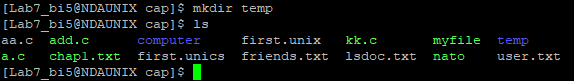 [Lab7_bi5@NDAUNIX cap]$ mkdir temp
[Lab7_bi5@NDAUNIX cap]$ ls
aa.c add.c computer first.unix kk.c myfile temp
a.c chap1.txt first.unics friends.txt lsdoc.txt nato user.txt
[Lab7_bi5@NDAUNIX cap]$